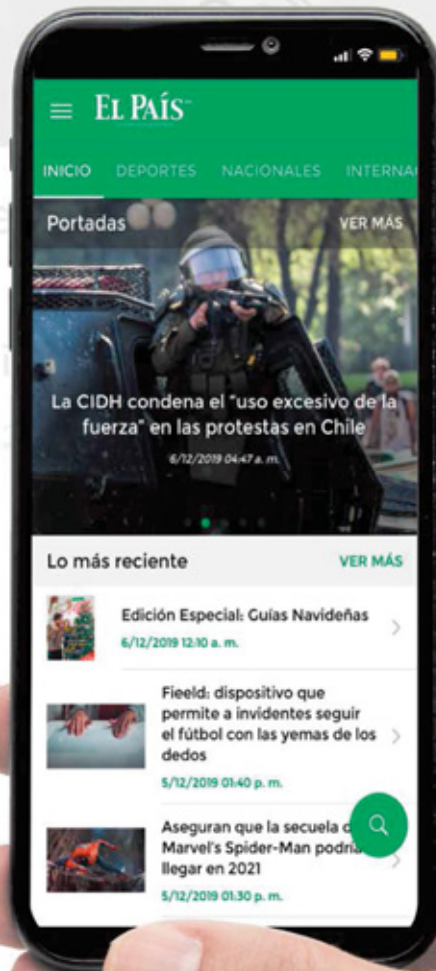 EL PAÍS
INICIO DEPORTES NACIONALES
Portadas VER MÁS
La CIDH condena el "uso excesivo de la
fuerza" en las protestas en Chile
6/12/2019 04:47 a. m.
Lo más reciente VER MÁS
Edición Especial: Guías Navideñas
6/12/2019 12:10 a. m.
Fieeld: dispositivo que
permite a invidentes seguir
el fútbol con las yemas de los
dedos
5/12/2019 01:40 p. m.
Aseguran que la secuela
Marvel's Spider-Man podría
llegar en 2021
5/12/2019 01:30 p. m.